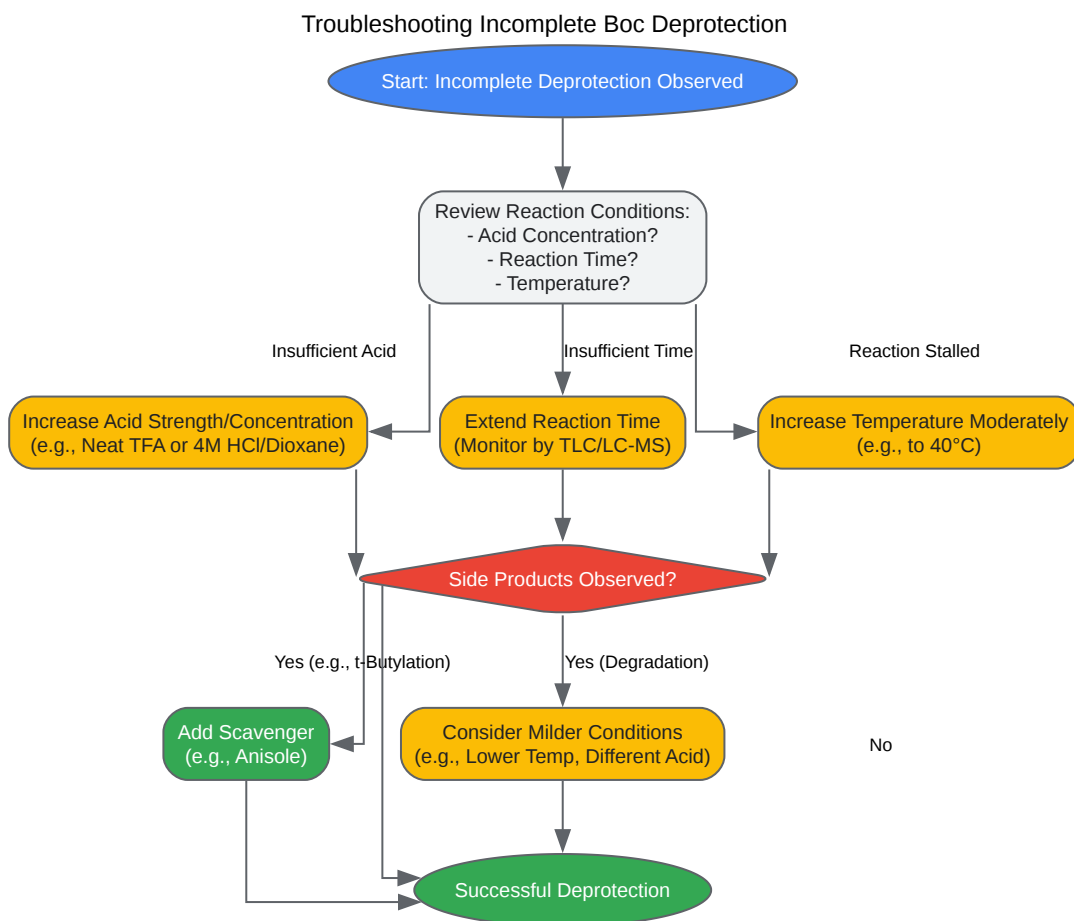 Troubleshooting Incomplete Boc Deprotection
Start: Incomplete Deprotection Observed
Review Reaction Conditions:
- Acid Concentration?
- Reaction Time?
- Temperature?
Insufficient Acid
Insufficient Time
Reaction Stalled
Increase Acid Strength/Concentration
(e.g., Neat TFA or 4M HCl/Dioxane)
Extend Reaction Time
(Monitor by TLC/LC-MS)
Increase Temperature Moderately
(e.g., to 40°C)
Side Products Observed?
Yes (e.g., t-Butylation)
Yes (Degradation)
Add Scavenger
(e.g., Anisole)
Consider Milder Conditions
(e.g., Lower Temp, Different Acid)
No
Successful Deprotection